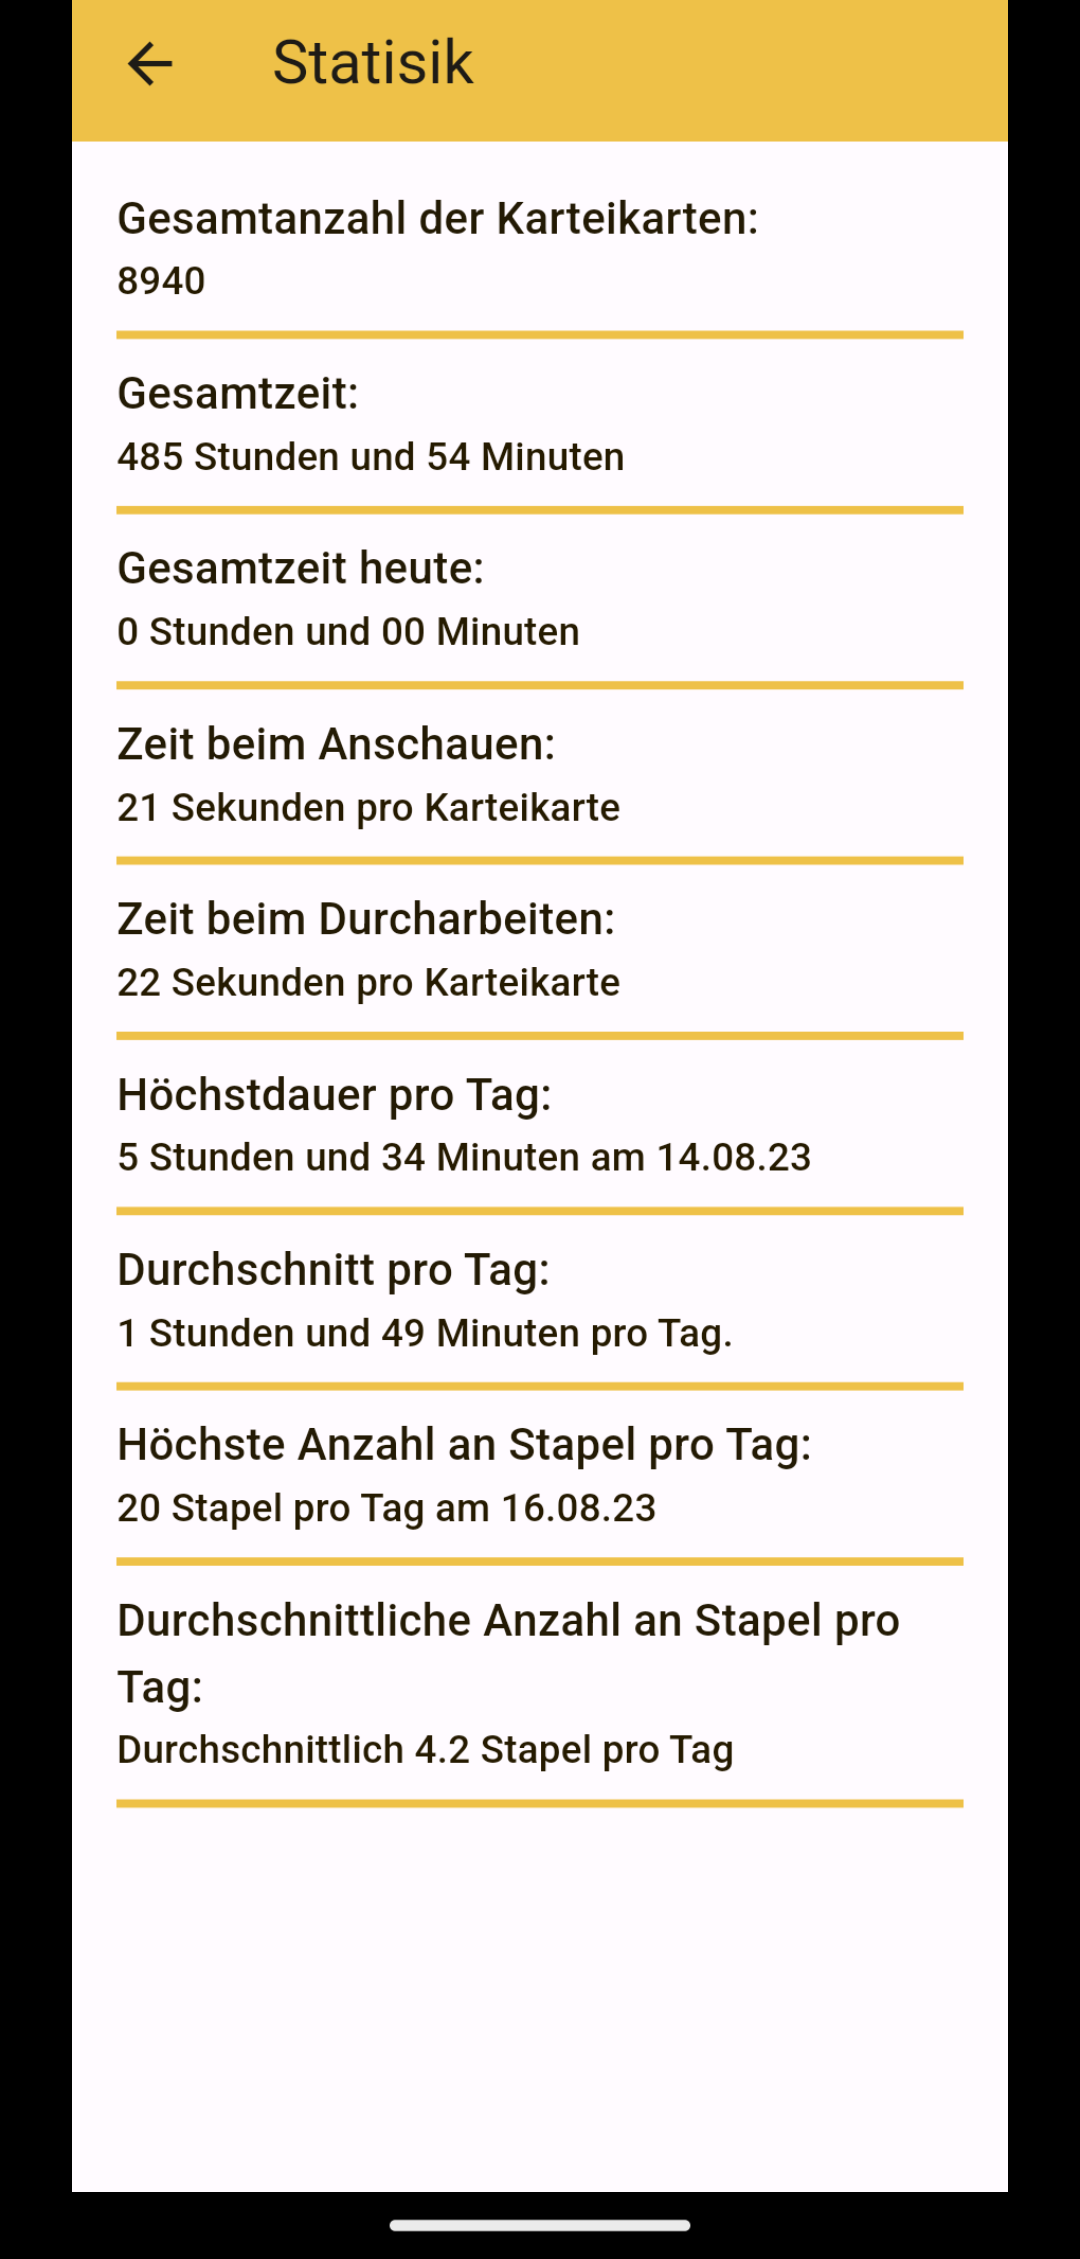 Statisik
Gesamtanzahl der Karteikarten:
8940
Gesamtzeit:
485 Stunden und 54 Minuten
Gesamtzeit heute:
0 Stunden und 00 Minuten
Zeit beim Anschauen:
21 Sekunden pro Karteikarte
Zeit beim Durcharbeiten:
22 Sekunden pro Karteikarte
Höchstdauer pro Tag:
5 Stunden und 34 Minuten am 14.08.23
Durchschnitt pro Tag:
1 Stunden und 49 Minuten pro Tag.
Höchste Anzahl an Stapel pro Tag:
20 Stapel pro Tag am 16.08.23
Durchschnittliche Anzahl an Stapel pro
Tag:
Durchschnittlich 4.2 Stapel pro Tag